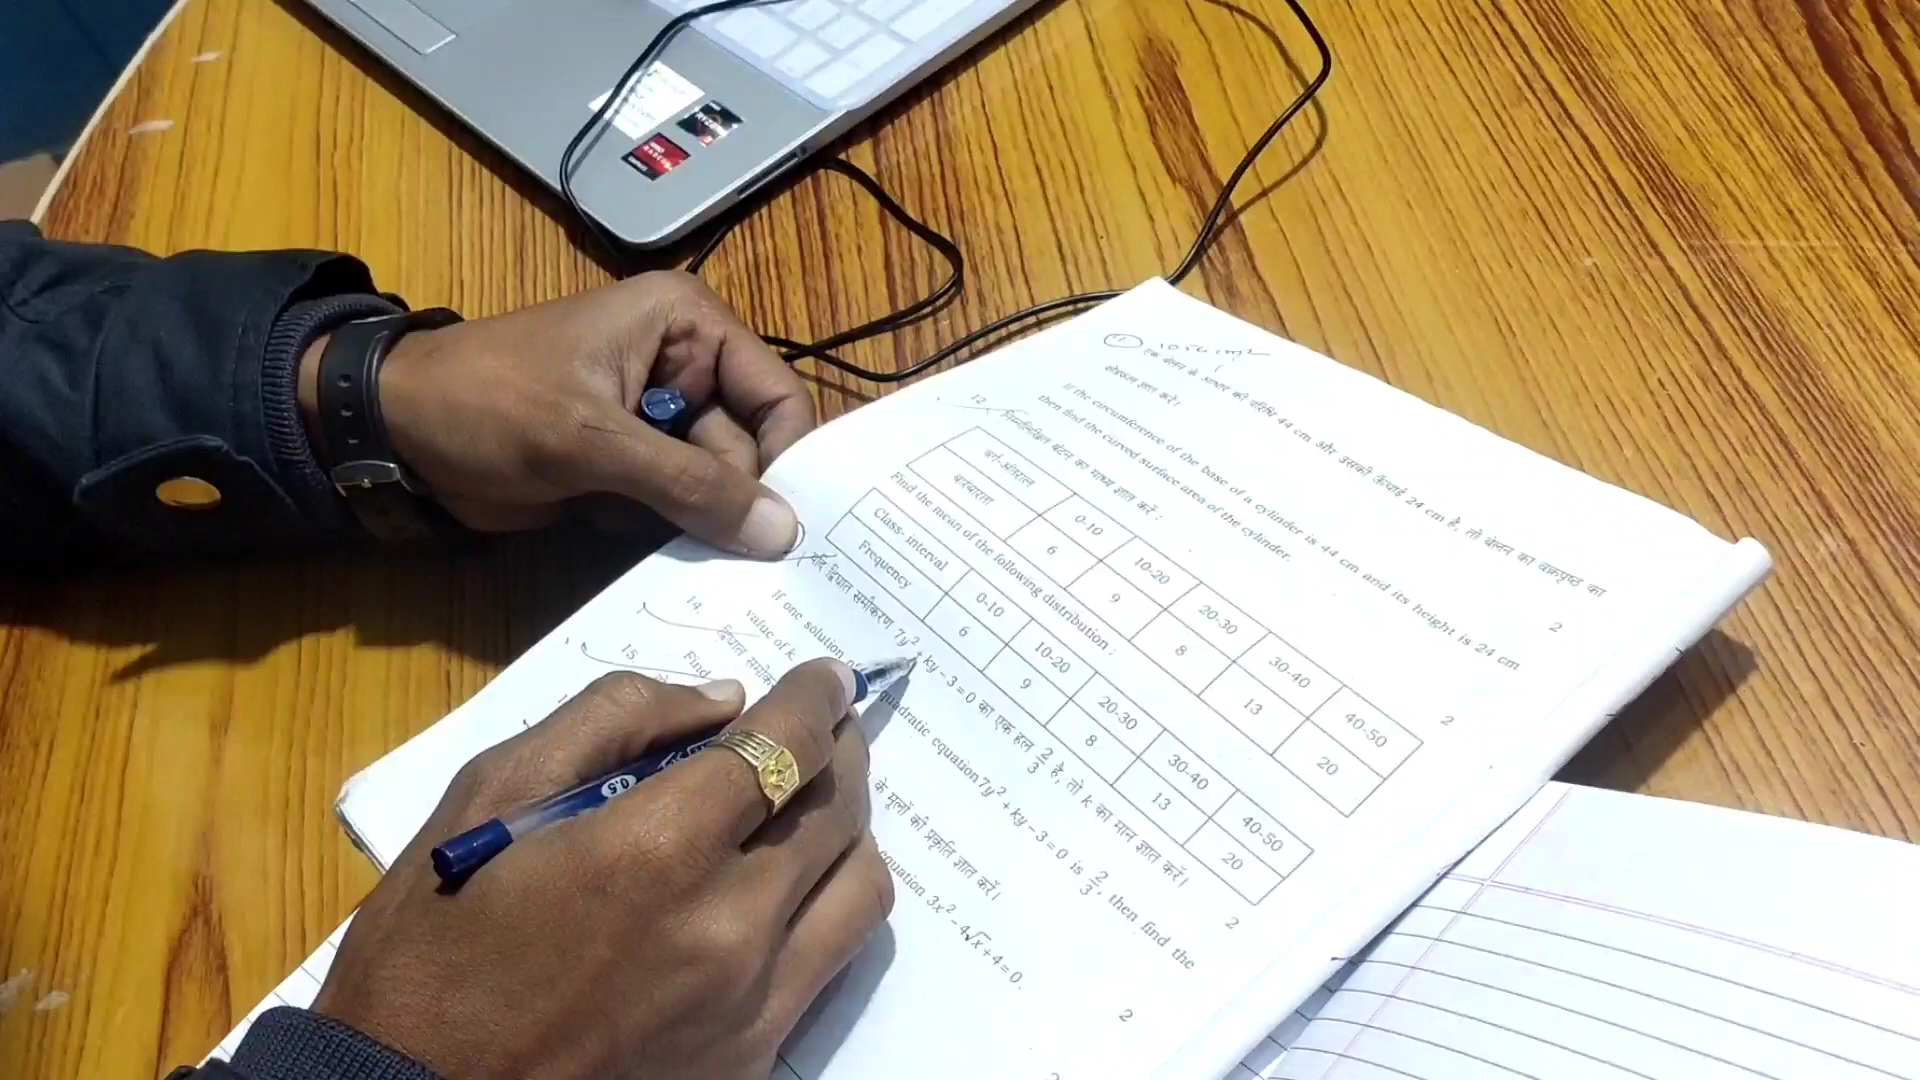 1056 cm²
एक बेलन के आधार की परिधि 44 cm और उसकी ऊँचाई 24 cm है, तो बेलन का वक्रपृष्ठ का
क्षेत्रफल ज्ञात करें।
If the circumference of the base of a cylinder is 44 cm and its height is 24 cm
then find the curved surface area of the cylinder.
2
12. निम्नलिखित बंटन का माध्य ज्ञात करें :
वर्ग-अंतराल 0-10 10-20 20-30 30-40 40-50
बारंबारता 6 9 8 13 20
2
Find the mean of the following distribution :
Class- interval 0-10 10-20 20-30 30-40 40-50
Frequency 6 9 8 13 20
2
यदि द्विघात समीकरण 7y² + ky – 3 = 0 का एक हल 2/3 है, तो k का मान ज्ञात करें।
If one solution of quadratic equation 7y² + ky – 3 = 0 is 2/3, then find the
value of k.
2
14. द्विघात समीक के मूलों की प्रकृति ज्ञात करें।
Find equation 3x² – 4√x + 4 = 0.
2
15.
0.5